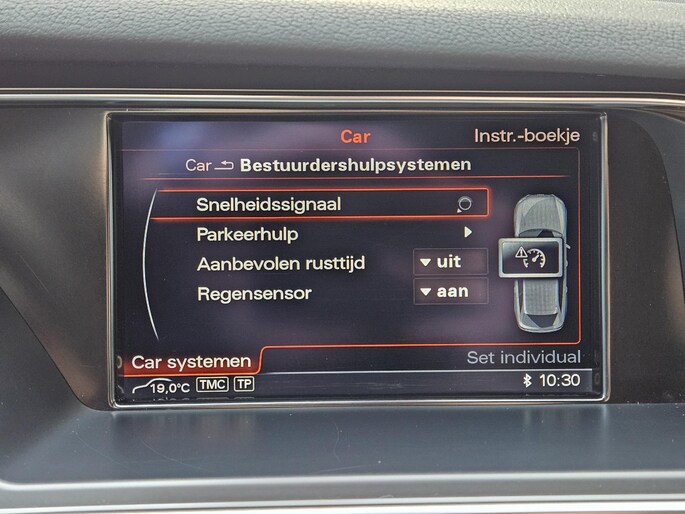 Car
Instr.-boekje
Car Bestuurdershulpsystemen
Snelheidssignaal
Parkeerhulp
Aanbevolen rusttijd uit
Regensensor aan
Car systemen
Set individual
19,0°C TMC TP
10:30